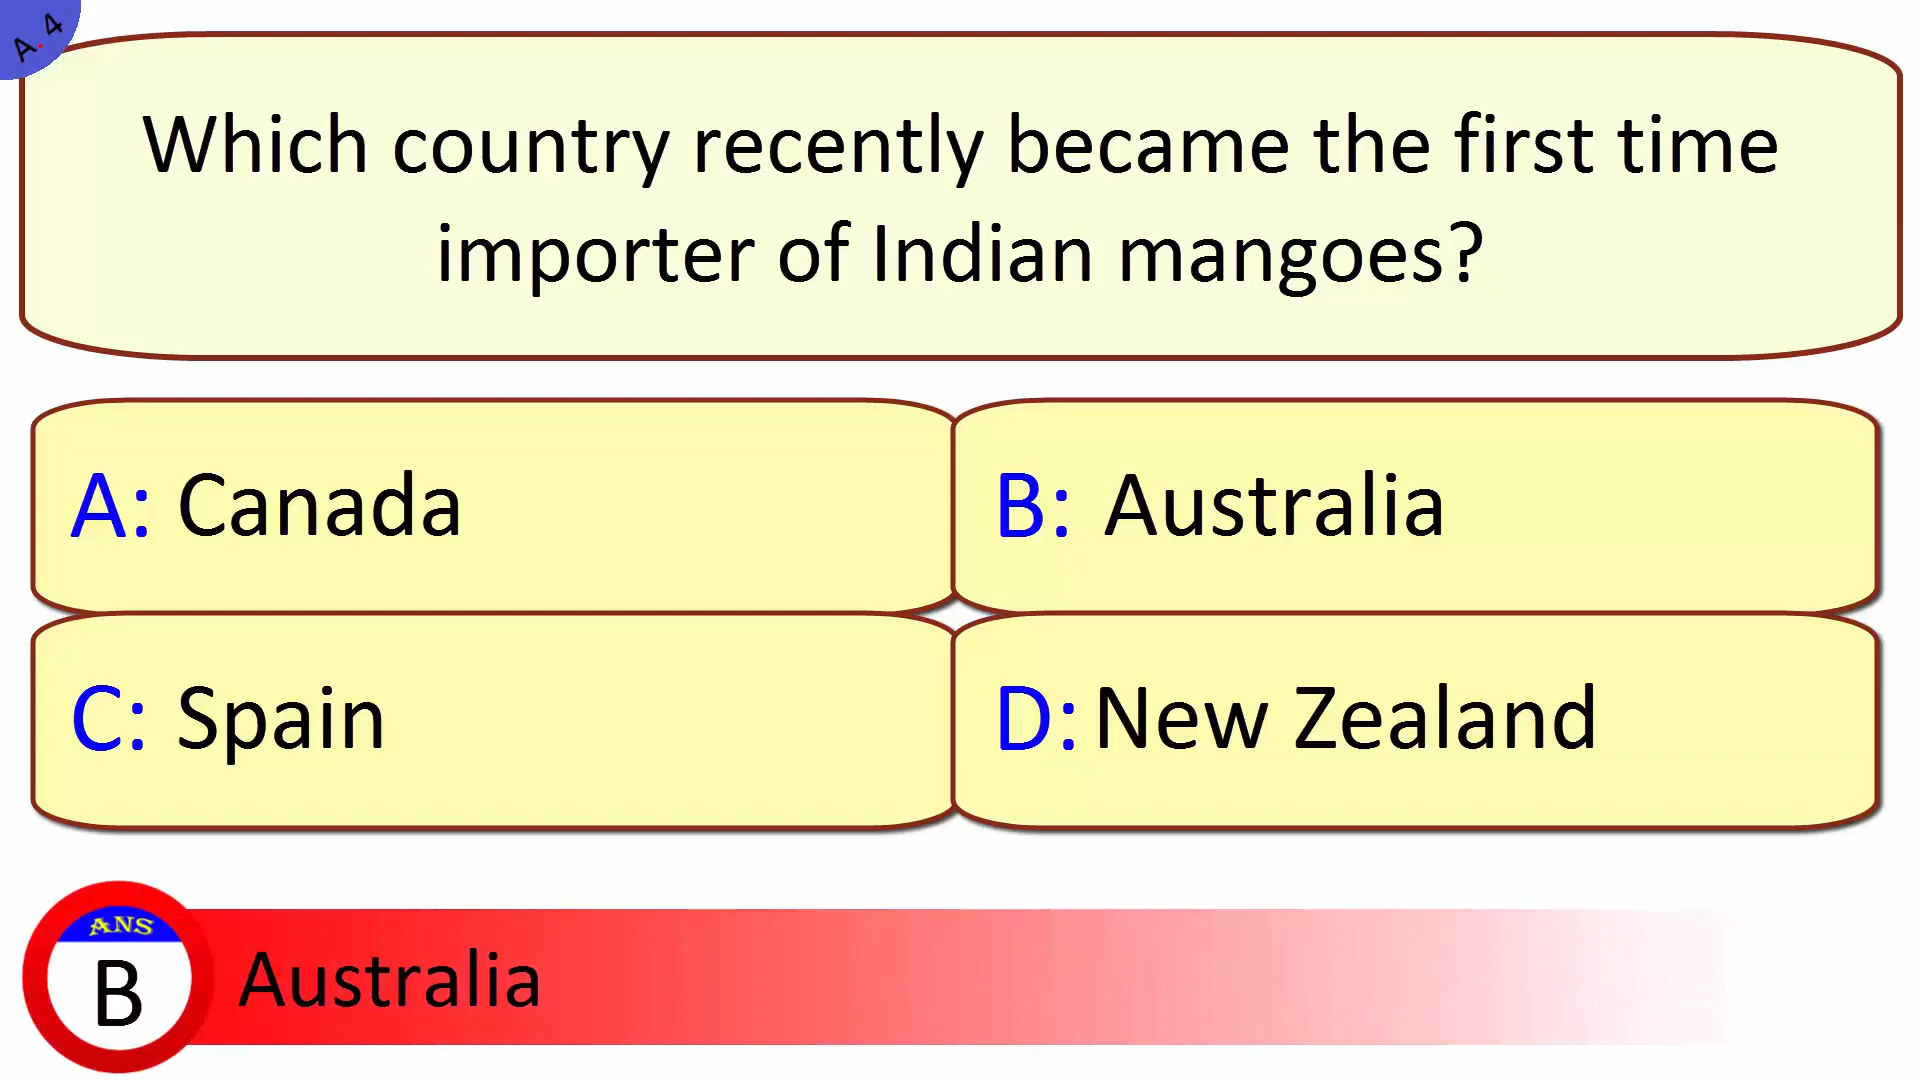 A.4
Which country recently became the first time
importer of Indian mangoes?
A: Canada
B: Australia
C: Spain
D: New Zealand
ANS
B
Australia